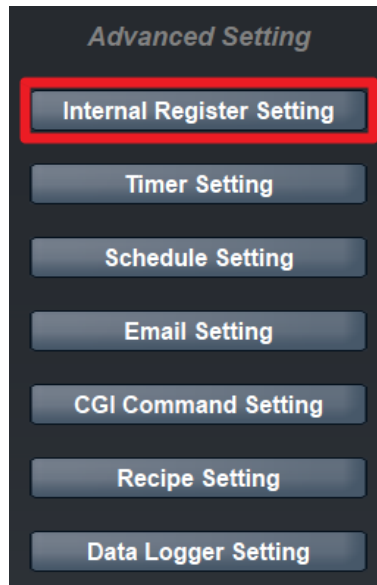 Advanced Setting
Internal Register Setting
Timer Setting
Schedule Setting
Email Setting
CGI Command Setting
Recipe Setting
Data Logger Setting